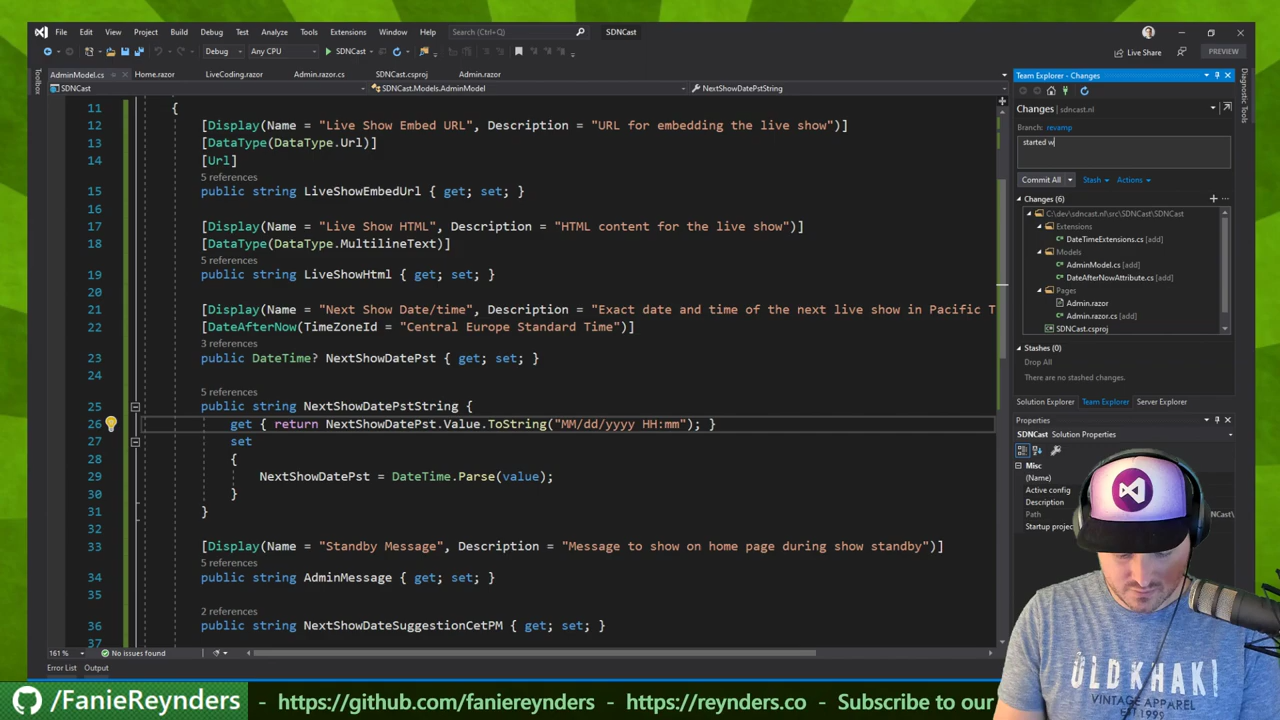 File Edit View Project Build Debug Test Analyze Tools Extensions Window Help Search (Ctrl+Q) SDNCast
Debug Any CPU SDNCast Live Share PREVIEW
AdminModel.cs Home.razor LiveCoding.razor Admin.razor.cs SDNCast.csproj Admin.razor
SDNCast SDNCast.Models.AdminModel NextShowDatePstString
Toolbox
11 {
12 [Display(Name = "Live Show Embed URL", Description = "URL for embedding the live show")]
13 [DataType(DataType.Url)]
14 [Url]
5 references
15 public string LiveShowEmbedUrl { get; set; }
16
17 [Display(Name = "Live Show HTML", Description = "HTML content for the live show")]
18 [DataType(DataType.MultilineText)]
5 references
19 public string LiveShowHtml { get; set; }
20
21 [Display(Name = "Next Show Date/time", Description = "Exact date and time of the next live show in Pacific T
22 [DateAfterNow(TimeZoneId = "Central Europe Standard Time")]
3 references
23 public DateTime? NextShowDatePst { get; set; }
24
5 references
25 public string NextShowDatePstString {
26 get { return NextShowDatePst.Value.ToString("MM/dd/yyyy HH:mm"); }
27 set
28 {
29 NextShowDatePst = DateTime.Parse(value);
30 }
31 }
32
33 [Display(Name = "Standby Message", Description = "Message to show on home page during show standby")]
5 references
34 public string AdminMessage { get; set; }
35
2 references
36 public string NextShowDateSuggestionCetPM { get; set; }
37
161 % No issues found
Error List Output
Team Explorer - Changes
Changes | sdncast.nl
Branch: revamp
started w
Commit All Stash Actions
Changes (6)
C:\dev\sdncast.nl\src\SDNCast\SDNCast
Extensions
DateTimeExtensions.cs [add]
Models
AdminModel.cs [add]
DateAfterNowAttribute.cs [add]
Pages
Admin.razor
Admin.razor.cs [add]
SDNCast.csproj
Stashes (0)
Drop All
There are no stashed changes.
Solution Explorer Team Explorer Server Explorer
Diagnostic Tools
Properties
SDNCast Solution Properties
Misc
(Name)
Active config
Description
Path
Startup project
OLD KHAKI
VINTAGE APPAREL
EST.1999
/FanieReynders - https://github.com/faniereynders - https://reynders.co - Subscribe to our